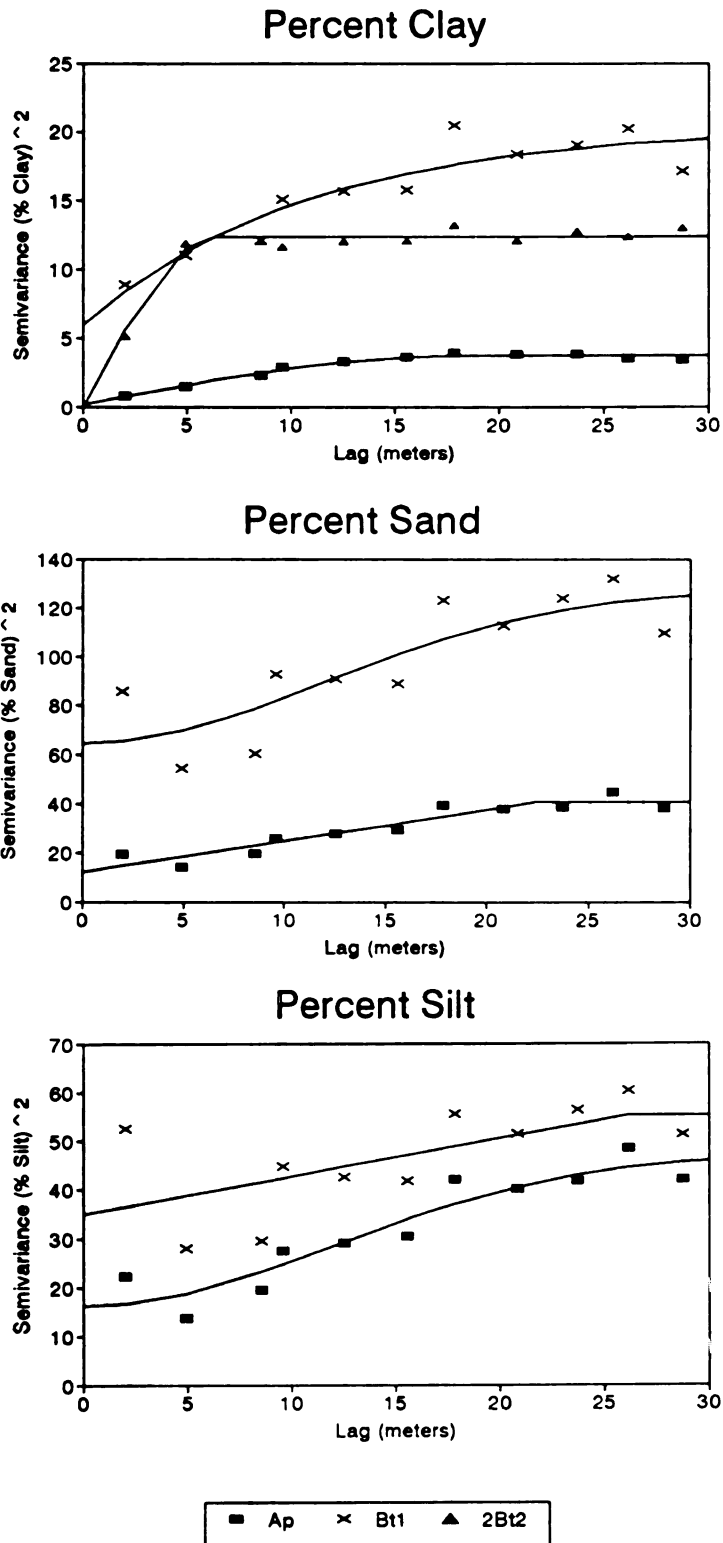 Percent Clay
Semivariance (% Clay) ^ 2
25
20
15
10
5
0
0 5 10 15 20 25 30
Lag (meters)
Percent Sand
Semivariance (% Sand) ^ 2
140
120
100
80
60
40
20
0
0 5 10 15 20 25 30
Lag (meters)
Percent Silt
Semivariance (% Silt) ^ 2
70
60
50
40
30
20
10
0
0 5 10 15 20 25 30
Lag (meters)
Ap Bt1 2Bt2